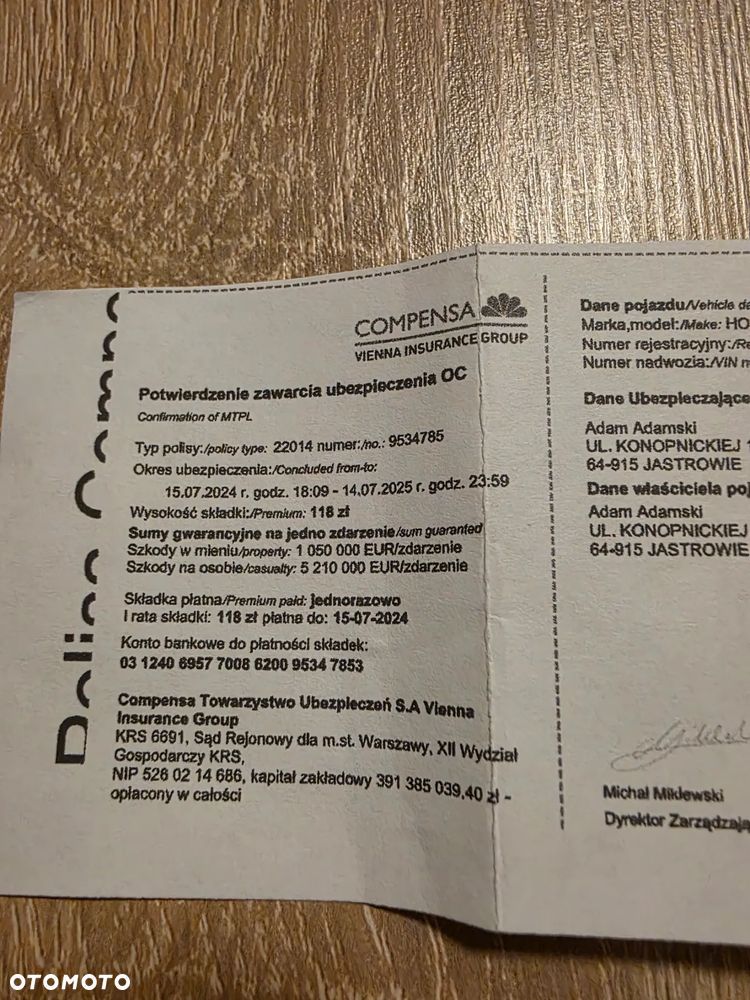 COMPENSA
VIENNA INSURANCE GROUP
Potwierdzenie zawarcia ubezpieczenia OC
Confirmation of MTPL
Typ polisy:/policy type: 22014 numer:/no.: 9534785
Okres ubezpieczenia:/Concluded from-to:
15.07.2024 r. godz. 18:09 - 14.07.2025 r. godz. 23:59
Wysokość składki:/Premium: 118 zł
Sumy gwarancyjne na jedno zdarzenie/sum guaranted
Szkody w mieniu/property: 1 050 000 EUR/zdarzenie
Szkody na osobie/casualty: 5 210 000 EUR/zdarzenie
Składka płatna/Premium paid: jednorazowo
I rata składki: 118 zł płatna do: 15-07-2024
Konto bankowe do płatności składek:
03 1240 6957 7008 6200 9534 7853
Compensa Towarzystwo Ubezpieczeń S.A Vienna
Insurance Group
KRS 6691, Sąd Rejonowy dla m.st. Warszawy, XII Wydział
Gospodarczy KRS,
NIP 526 02 14 686, kapitał zakładowy 391 385 039,40 zł -
opłacony w całości
Dane pojazdu/Vehicle da
Marka,model:/Make: HO
Numer rejestracyjny:/Re
Numer nadwozia:/VIN n
Dane Ubezpieczające
Adam Adamski
UL. KONOPNICKIEJ 1
64-915 JASTROWIE
Dane właściciela poj
Adam Adamski
UL. KONOPNICKIEJ
64-915 JASTROWIE
Michał Miklewski
Dyrektor Zarządzają
OTOMOTO